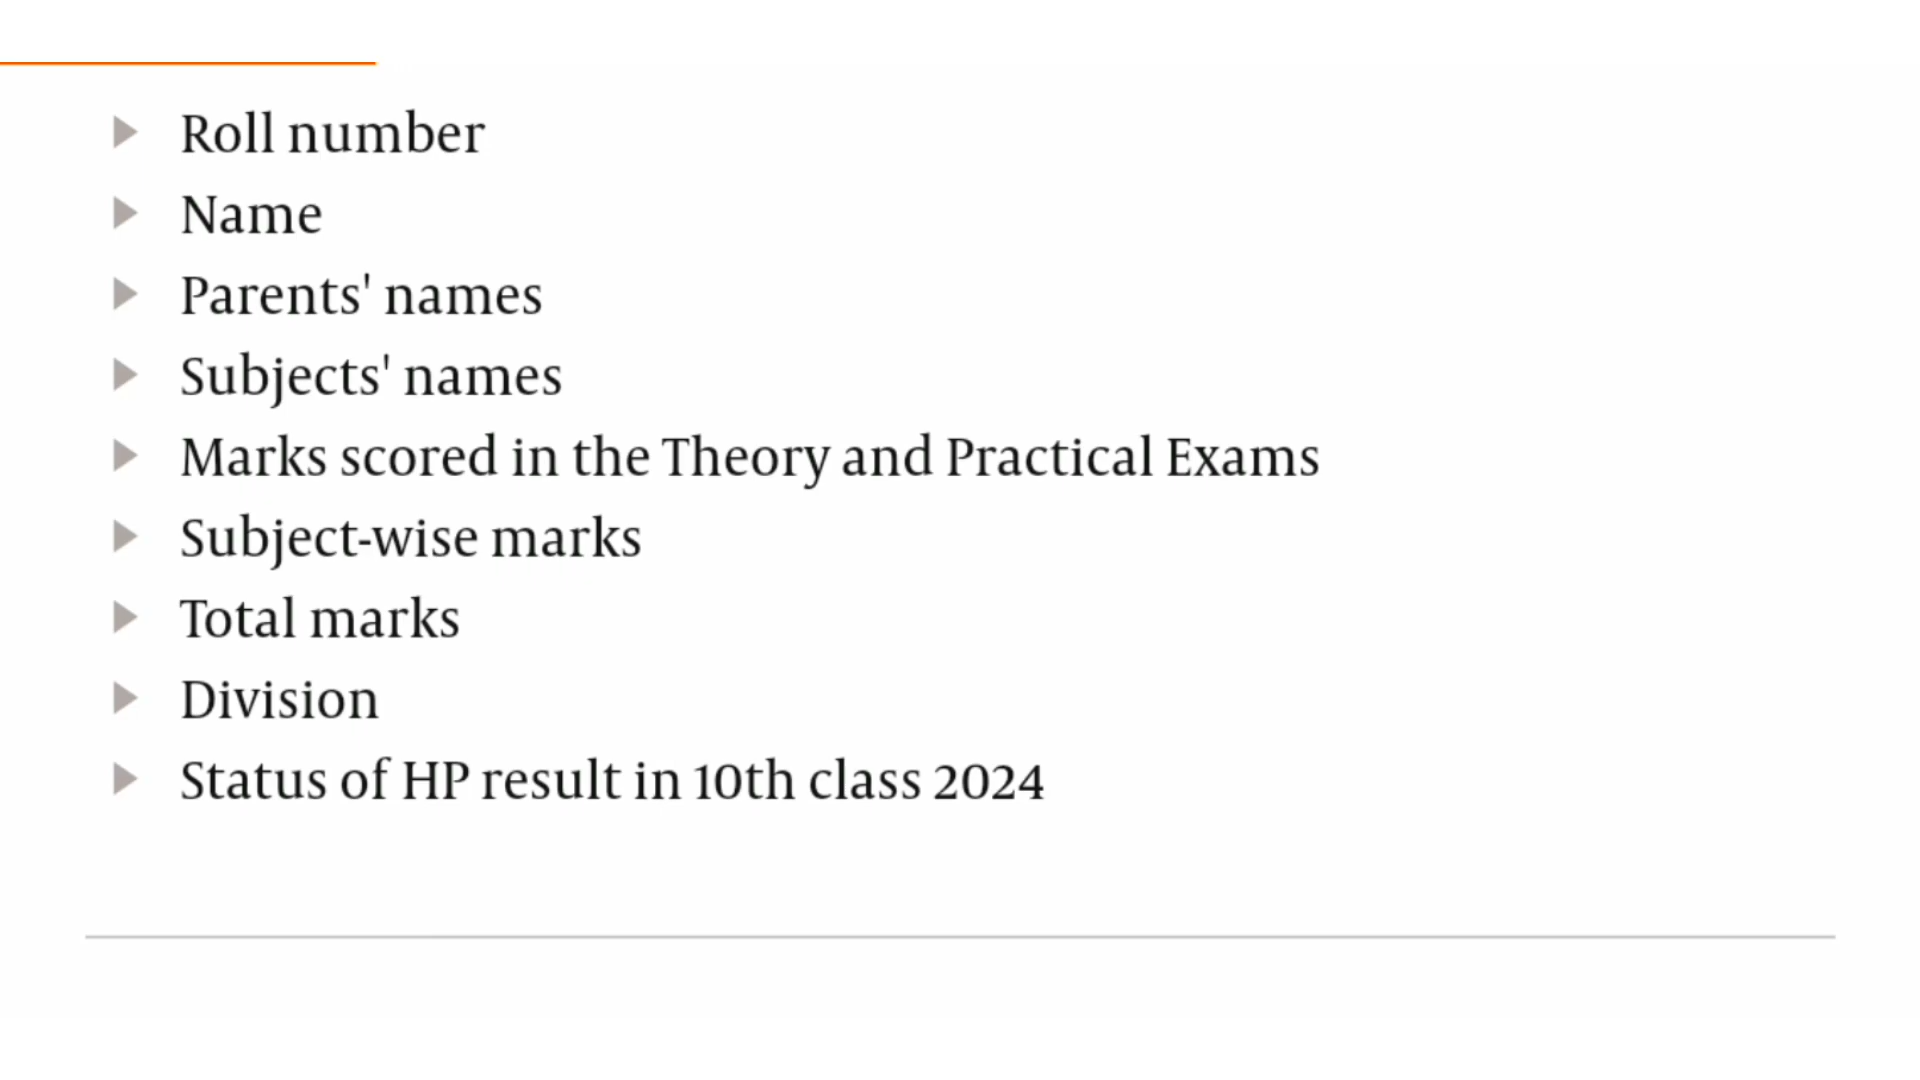 Roll number
Name
Parents' names
Subjects' names
Marks scored in the Theory and Practical Exams
Subject-wise marks
Total marks
Division
Status of HP result in 10th class 2024